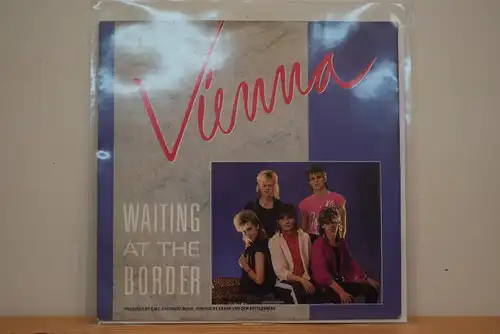 Vienna
WAITING
AT THE
BORDER